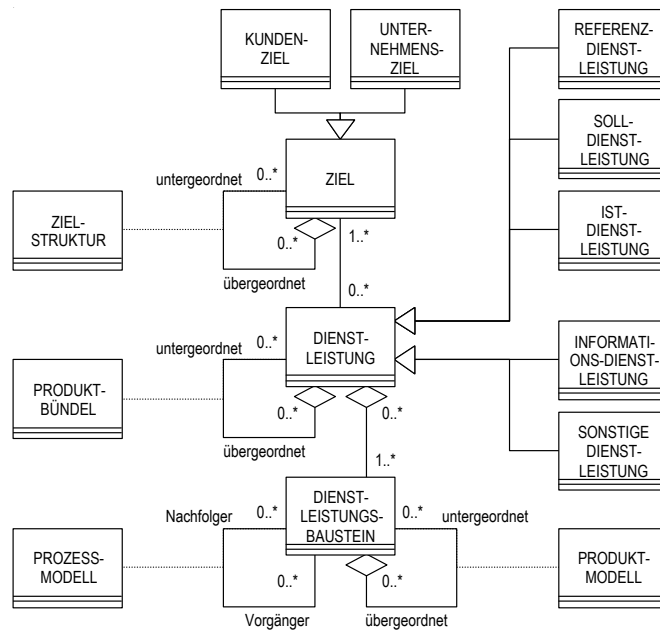 KUNDEN-
ZIEL
UNTER-
NEHMENS-
ZIEL
REFERENZ-
DIENST-
LEISTUNG
SOLL-
DIENST-
LEISTUNG
untergeordnet
0..*
ZIEL
ZIEL-
STRUKTUR
IST-
DIENST-
LEISTUNG
0..*
1..*
übergeordnet
0..*
DIENST-
LEISTUNG
untergeordnet
0..*
INFORMATI-
ONS-DIENST-
LEISTUNG
PRODUKT-
BÜNDEL
0..*
0..*
übergeordnet
SONSTIGE
DIENST-
LEISTUNG
1..*
Nachfolger
0..*
DIENST-
LEISTUNGS-
BAUSTEIN
0..*
untergeordnet
PROZESS-
MODELL
0..*
0..*
PRODUKT-
MODELL
Vorgänger
übergeordnet